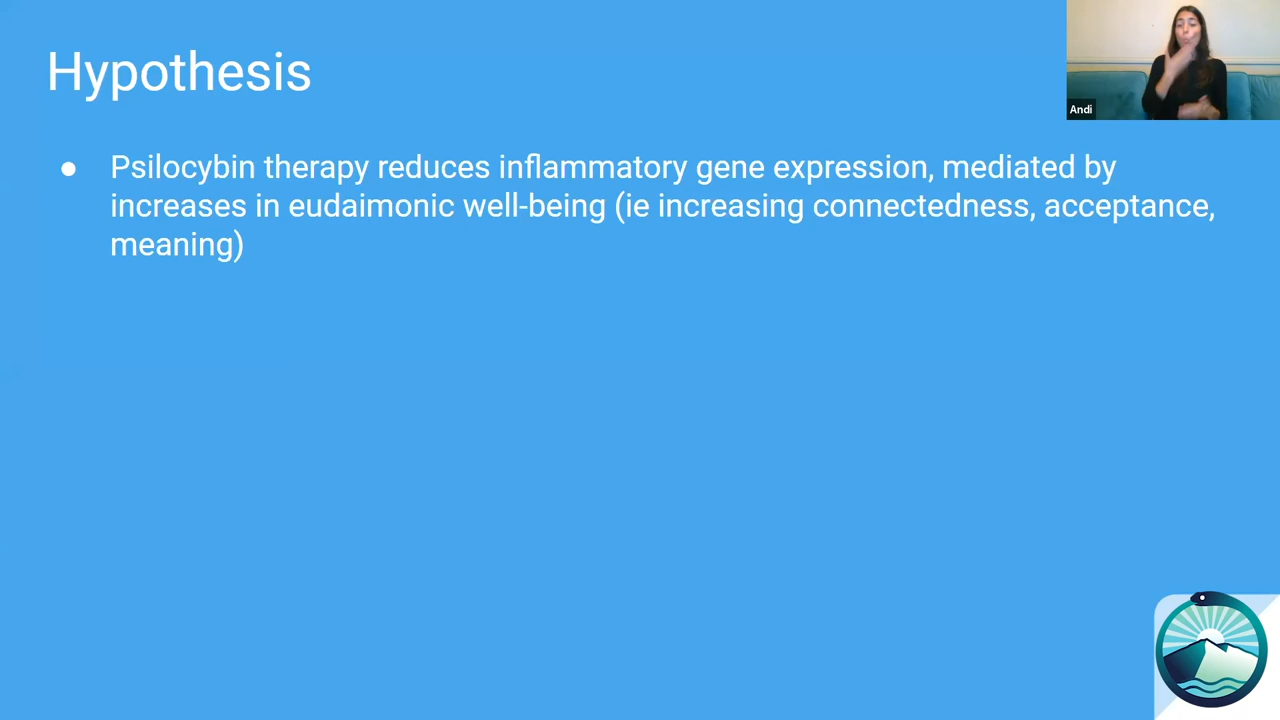 Hypothesis
Andi
● Psilocybin therapy reduces inflammatory gene expression, mediated by
increases in eudaimonic well-being (ie increasing connectedness, acceptance,
meaning)